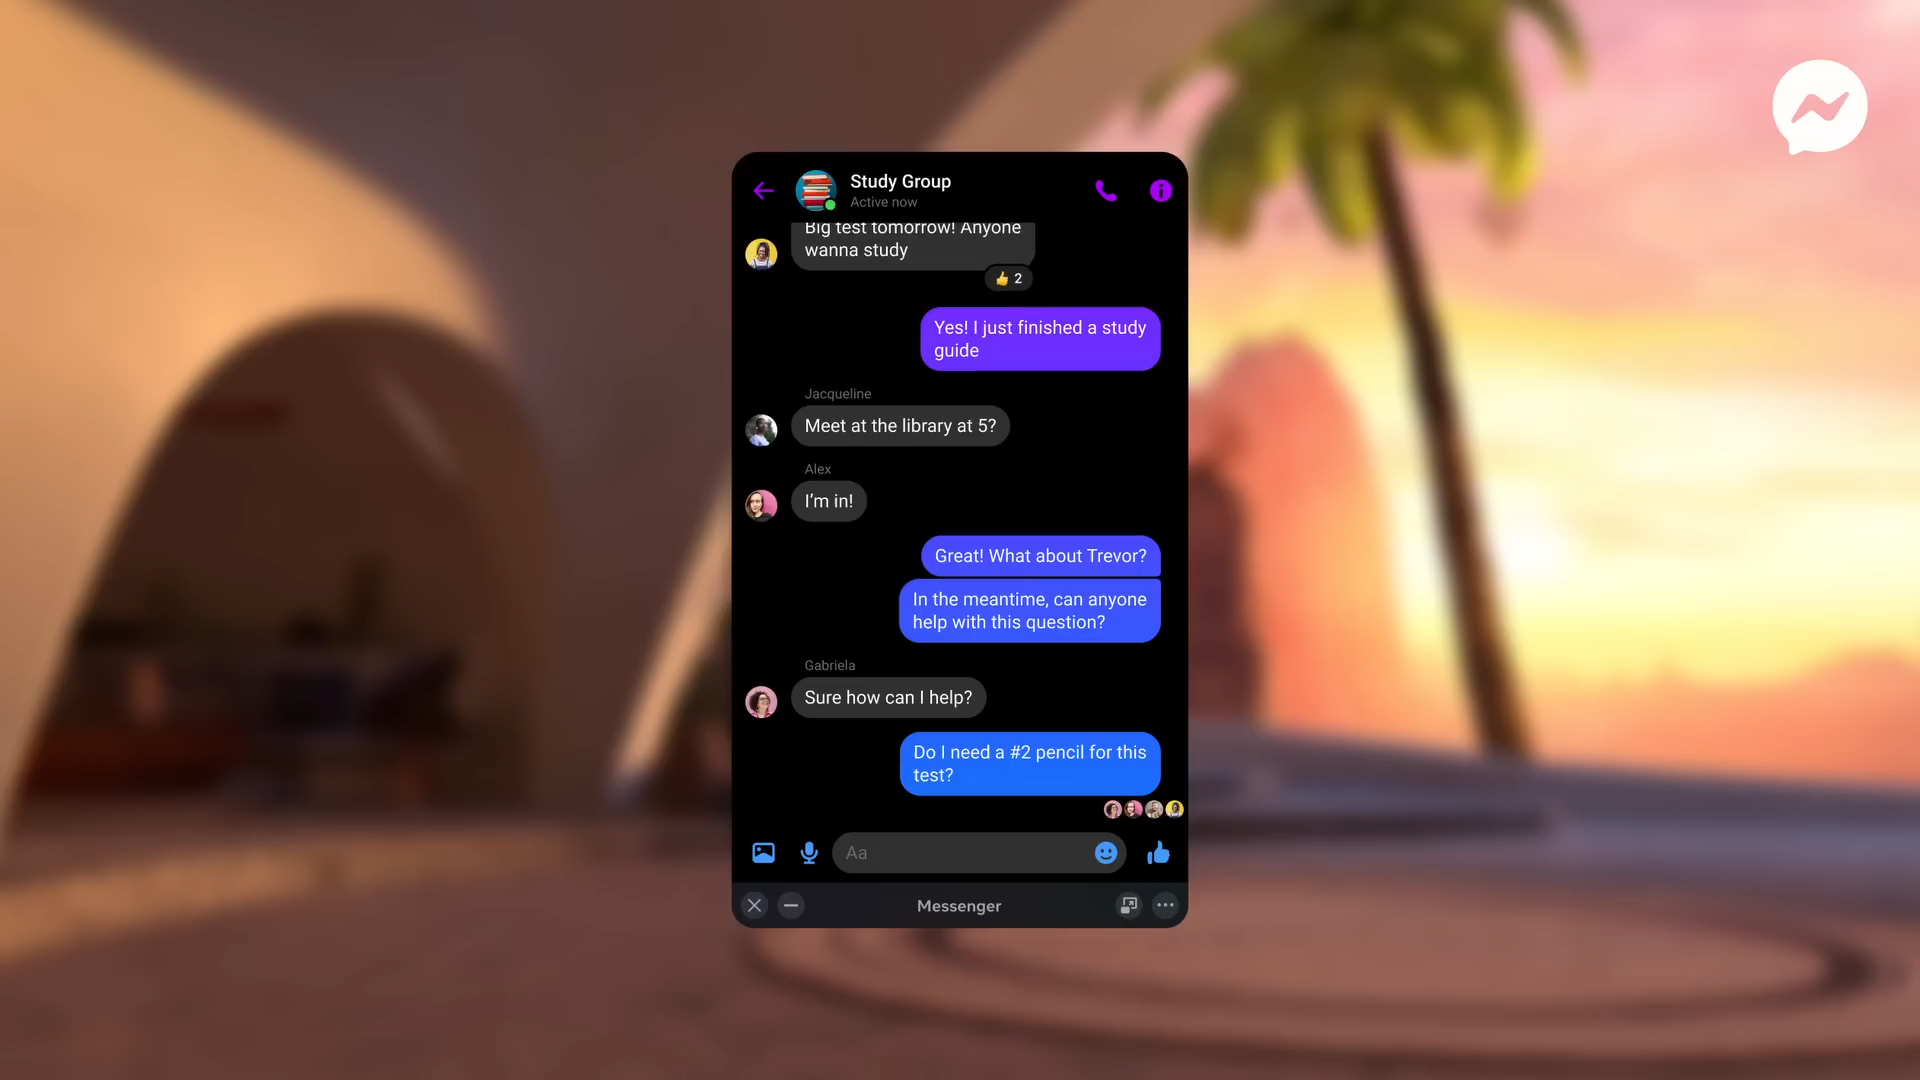 Study Group
Active now
Big test tomorrow! Anyone
wanna study
2
Yes! I just finished a study
guide
Jacqueline
Meet at the library at 5?
Alex
I'm in!
Great! What about Trevor?
In the meantime, can anyone
help with this question?
Gabriela
Sure how can I help?
Do I need a #2 pencil for this
test?
Aa
Messenger